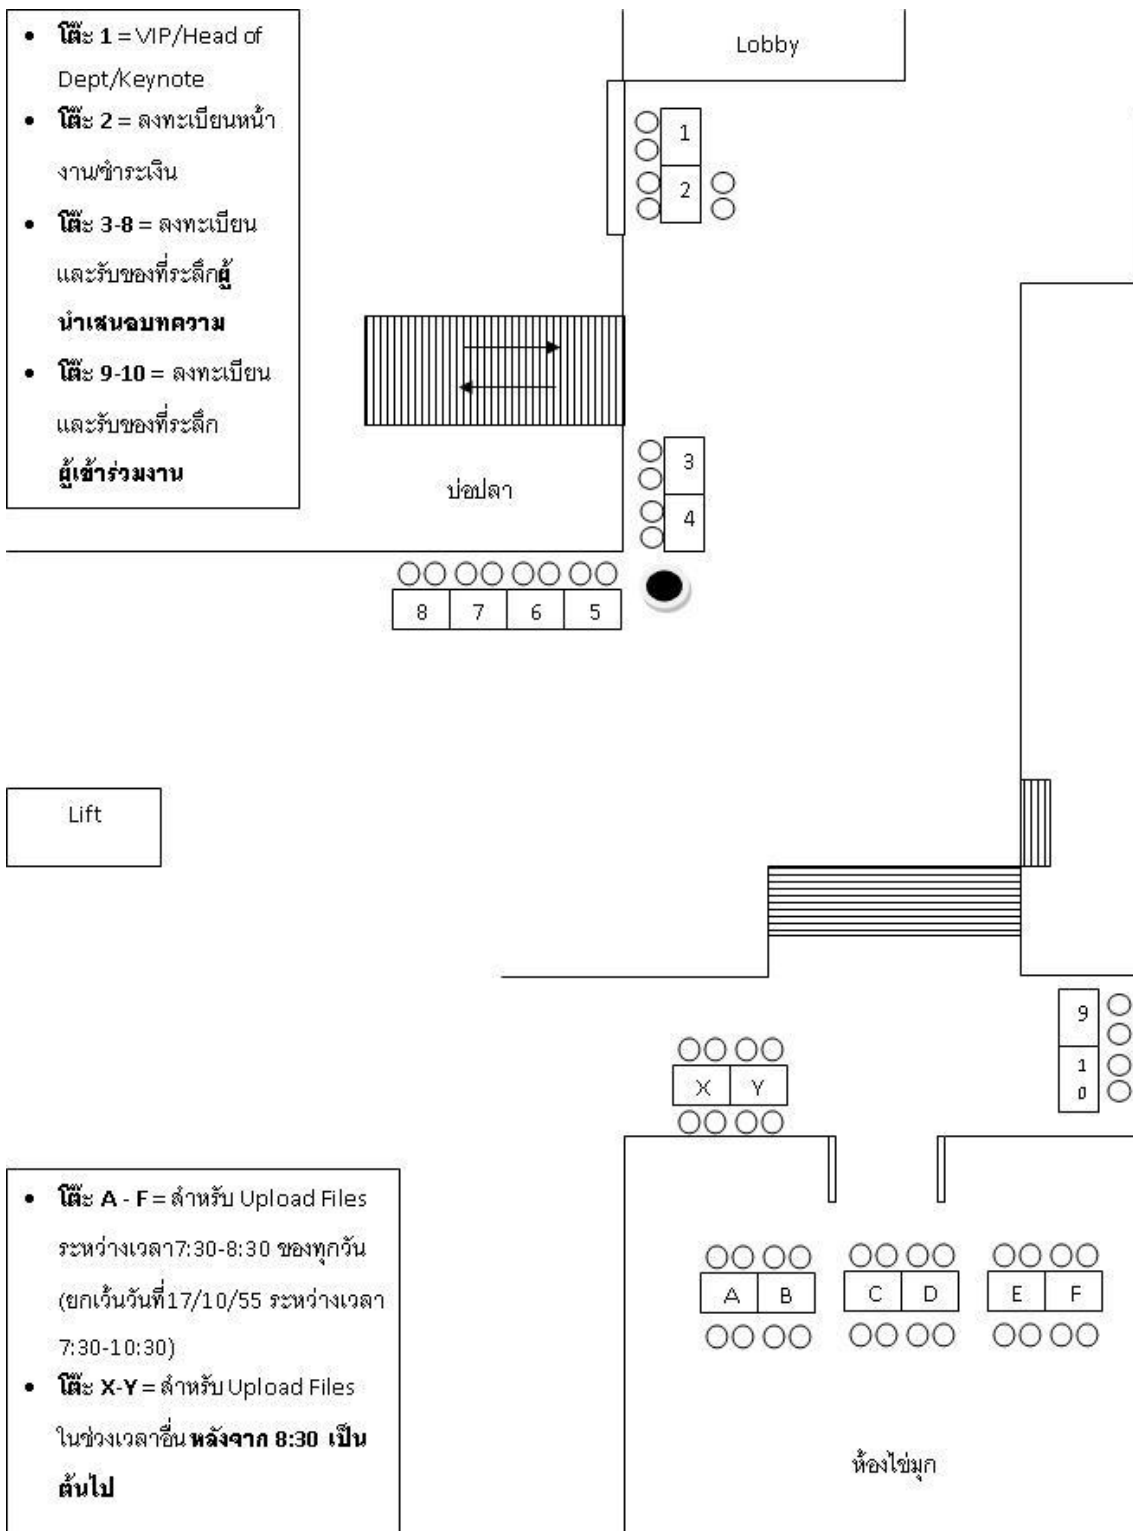 • โต๊ะ 1 = VIP/Head of
Dept/Keynote
• โต๊ะ 2 = ลงทะเบียนหน้า
งาน/ชำระเงิน
• โต๊ะ 3-8 = ลงทะเบียน
และรับของที่ระลึกผู้
นำเสนอบทความ
• โต๊ะ 9-10 = ลงทะเบียน
และรับของที่ระลึก
ผู้เข้าร่วมงาน
Lobby
1
2
3
4
บ่อปลา
8 7 6 5
Lift
9
1
0
X Y
A B C D E F
ห้องไข่มุก
• โต๊ะ A - F = สำหรับ Upload Files
ระหว่างเวลา7:30-8:30 ของทุกวัน
(ยกเว้นวันที่17/10/55 ระหว่างเวลา
7:30-10:30)
• โต๊ะ X-Y = สำหรับ Upload Files
ในช่วงเวลาอื่น หลังจาก 8:30 เป็น
ต้นไป